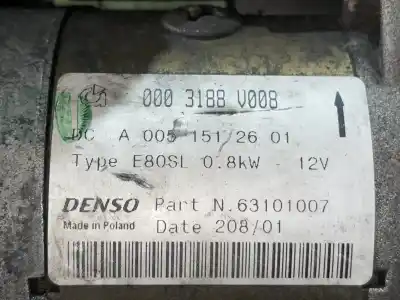 000 3188 V008
DC A 005 151 26 01
Type E80SL 0.8kW - 12V
DENSO Part N.63101007
Made in Poland Date 208/01